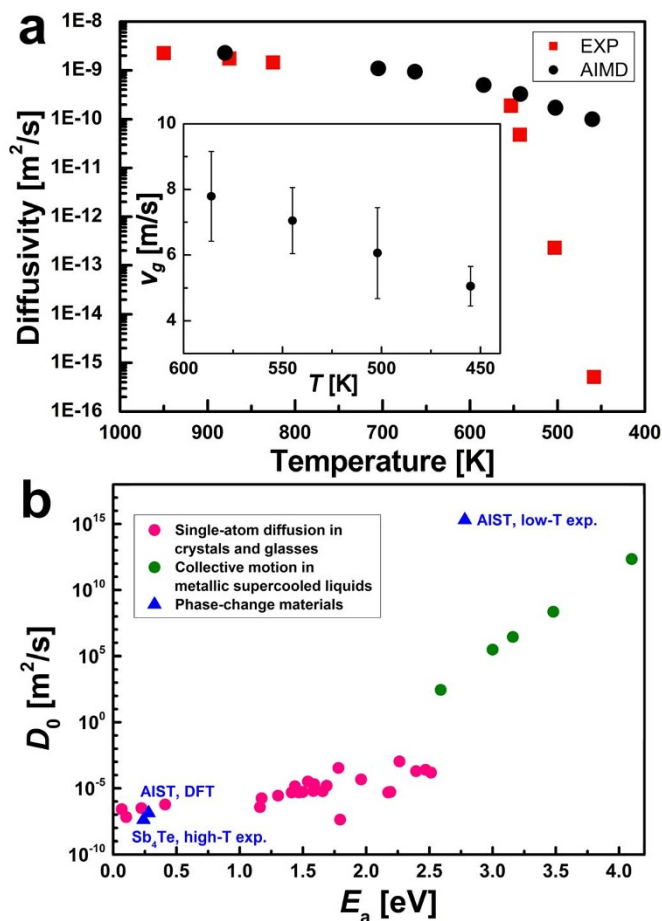 a
1E-8
1E-9
1E-10
1E-11
1E-12
1E-13
1E-14
1E-15
1E-16
Diffusivity [m²/s]
EXP
AIMD
10
8
6
4
v_g [m/s]
600
550
500
450
T [K]
1000
900
800
700
600
500
400
Temperature [K]
b
10¹⁵
10¹⁰
10⁵
10⁰
10⁻⁵
10⁻¹⁰
D₀ [m²/s]
Single-atom diffusion in
crystals and glasses
Collective motion in
metallic supercooled liquids
Phase-change materials
AIST, low-T exp.
AIST, DFT
Sb₄Te, high-T exp.
0.0
0.5
1.0
1.5
2.0
2.5
3.0
3.5
4.0
Eₐ [eV]